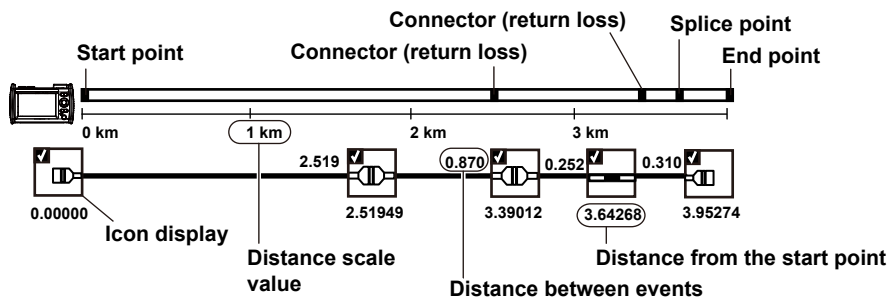 Connector (return loss)
Splice point
Start point
Connector (return loss)
End point
0 km
1 km
2 km
3 km
2.519
0.870
0.252
0.310
0.00000
2.51949
3.39012
3.64268
3.95274
Icon display
Distance scale
value
Distance from the start point
Distance between events